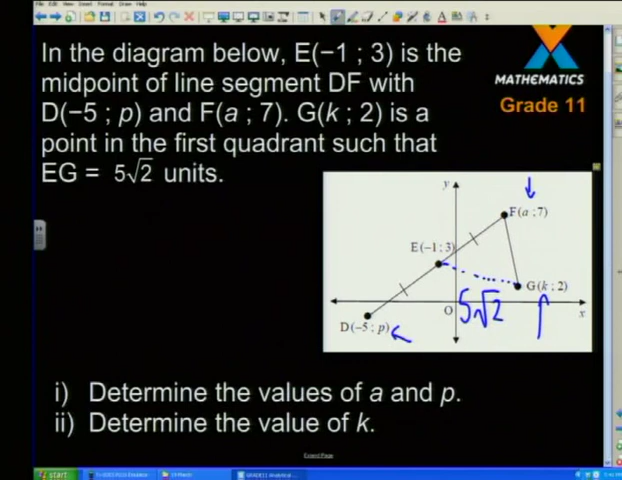 In the diagram below, E(−1 ; 3) is the
midpoint of line segment DF with
D(−5 ; p) and F(a ; 7). G(k ; 2) is a
point in the first quadrant such that
EG = 5√2 units.
MATHEMATICS
Grade 11
y
F(a ;7)
E(−1; 3)
G(k ; 2)
O
5√2
x
D(−5; p)
i) Determine the values of a and p.
ii) Determine the value of k.
Extend Page
start